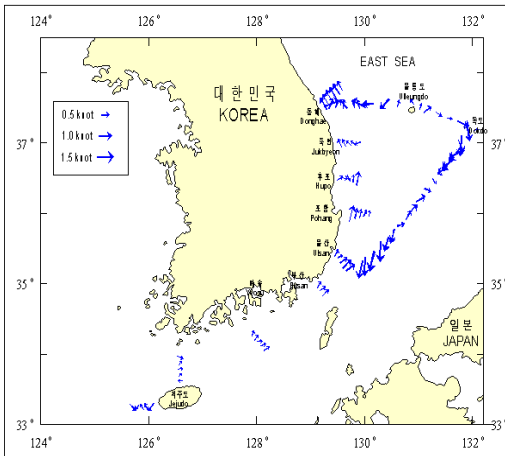 124° 126° 128° 130° 132°
EAST SEA
대한민국
KOREA
울릉도
Ulleungdo
0.5 knot
1.0 knot
1.5 knot
동해
Donghae
독도
Dokdo
37° 37°
죽변
Jukbyeon
후포
Hupo
포항
Pohang
울산
Ulsan
부산
Busan
35° 35°
일본
JAPAN
제주도
Jejudo
33° 33°
124° 126° 128° 130° 132°